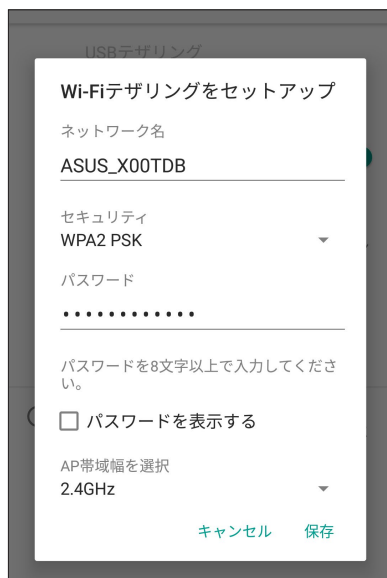 USBテザリング
Wi-Fiテザリングをセットアップ
ネットワーク名
ASUS_X00TDB
セキュリティ
WPA2 PSK
パスワード
••••••••••••
パスワードを8文字以上で入力してくださ
い。
パスワードを表示する
AP帯域幅を選択
2.4GHz
キャンセル 保存